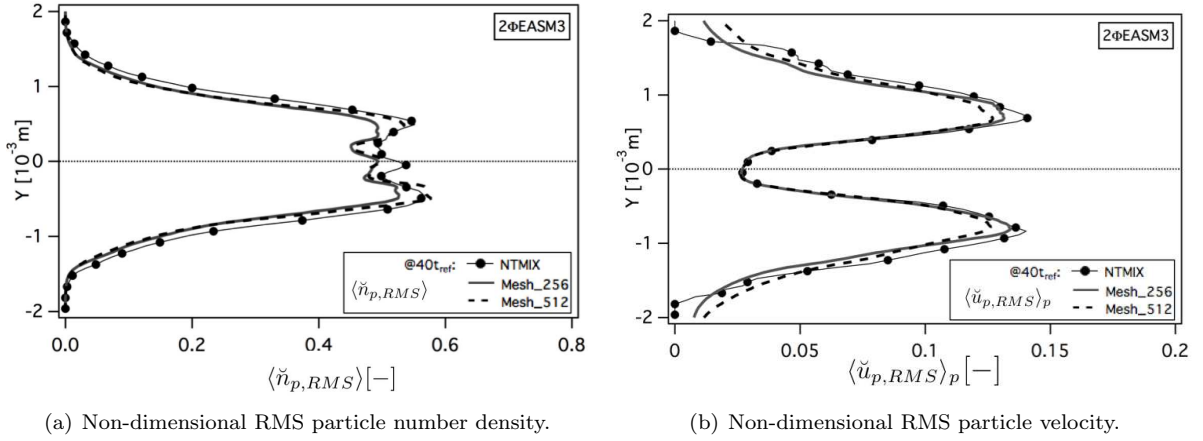 2
1
0
-1
-2
Y [10⁻³m]
2ΦEASM3
@40t_ref: NTMIX
⟨n̆_p,RMS⟩ Mesh_256
Mesh_512
0.0 0.2 0.4 0.6 0.8
⟨n̆_p,RMS⟩[−]
(a) Non-dimensional RMS particle number density.
2
1
0
-1
-2
Y [10⁻³m]
2ΦEASM3
@40t_ref: NTMIX
⟨ŭ_p,RMS⟩_p Mesh_256
Mesh_512
0 0.05 0.1 0.15 0.2
⟨ŭ_p,RMS⟩_p[−]
(b) Non-dimensional RMS particle velocity.